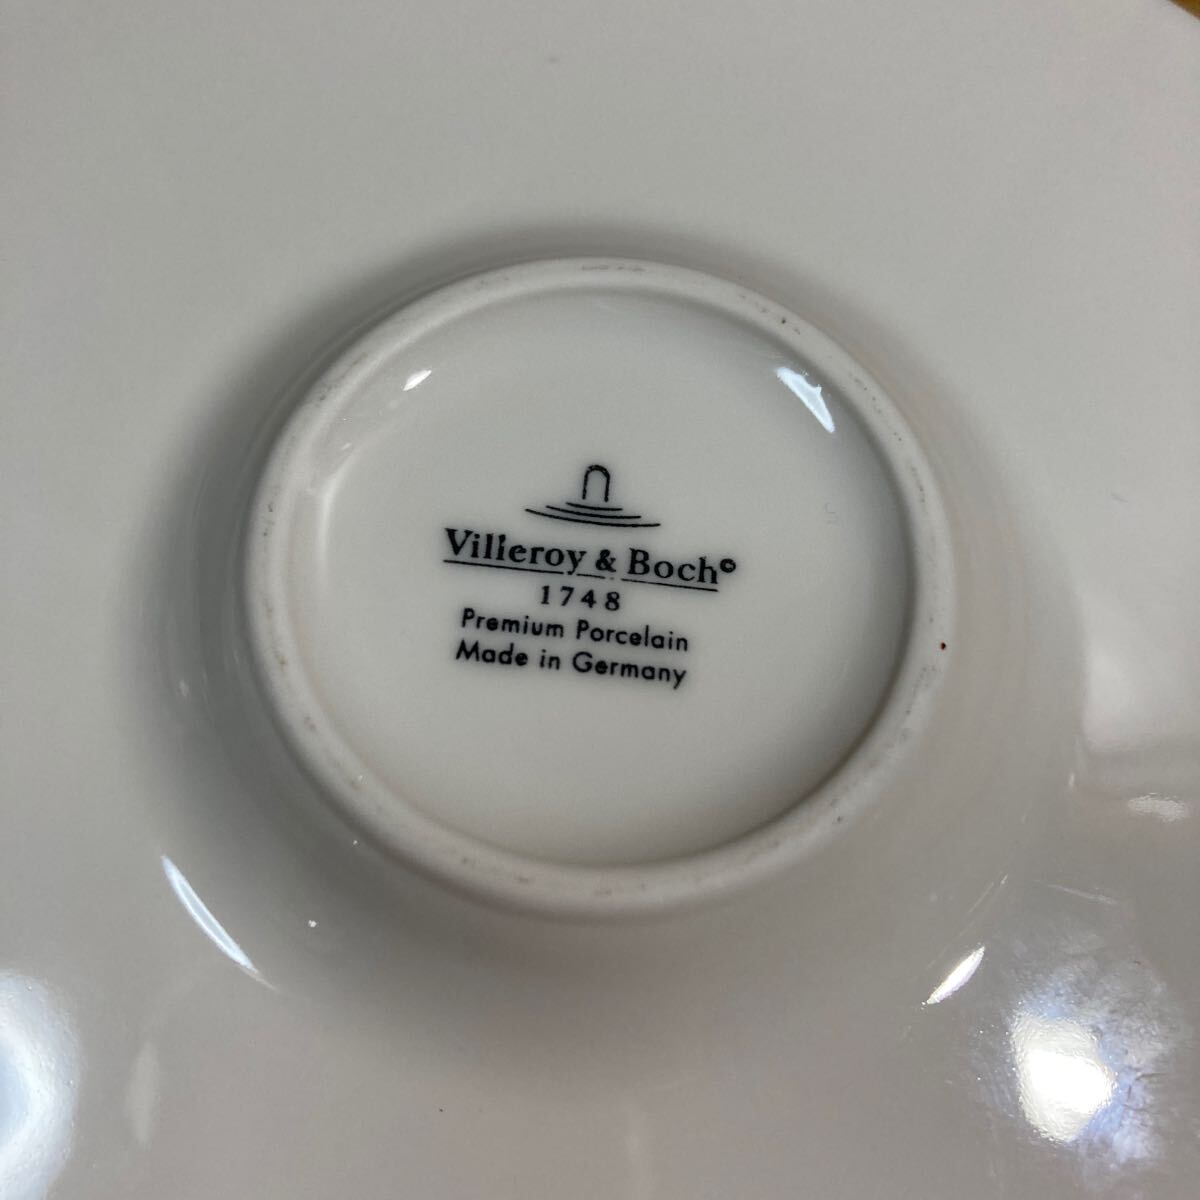 Villeroy & Boch©
1748
Premium Porcelain
Made in Germany